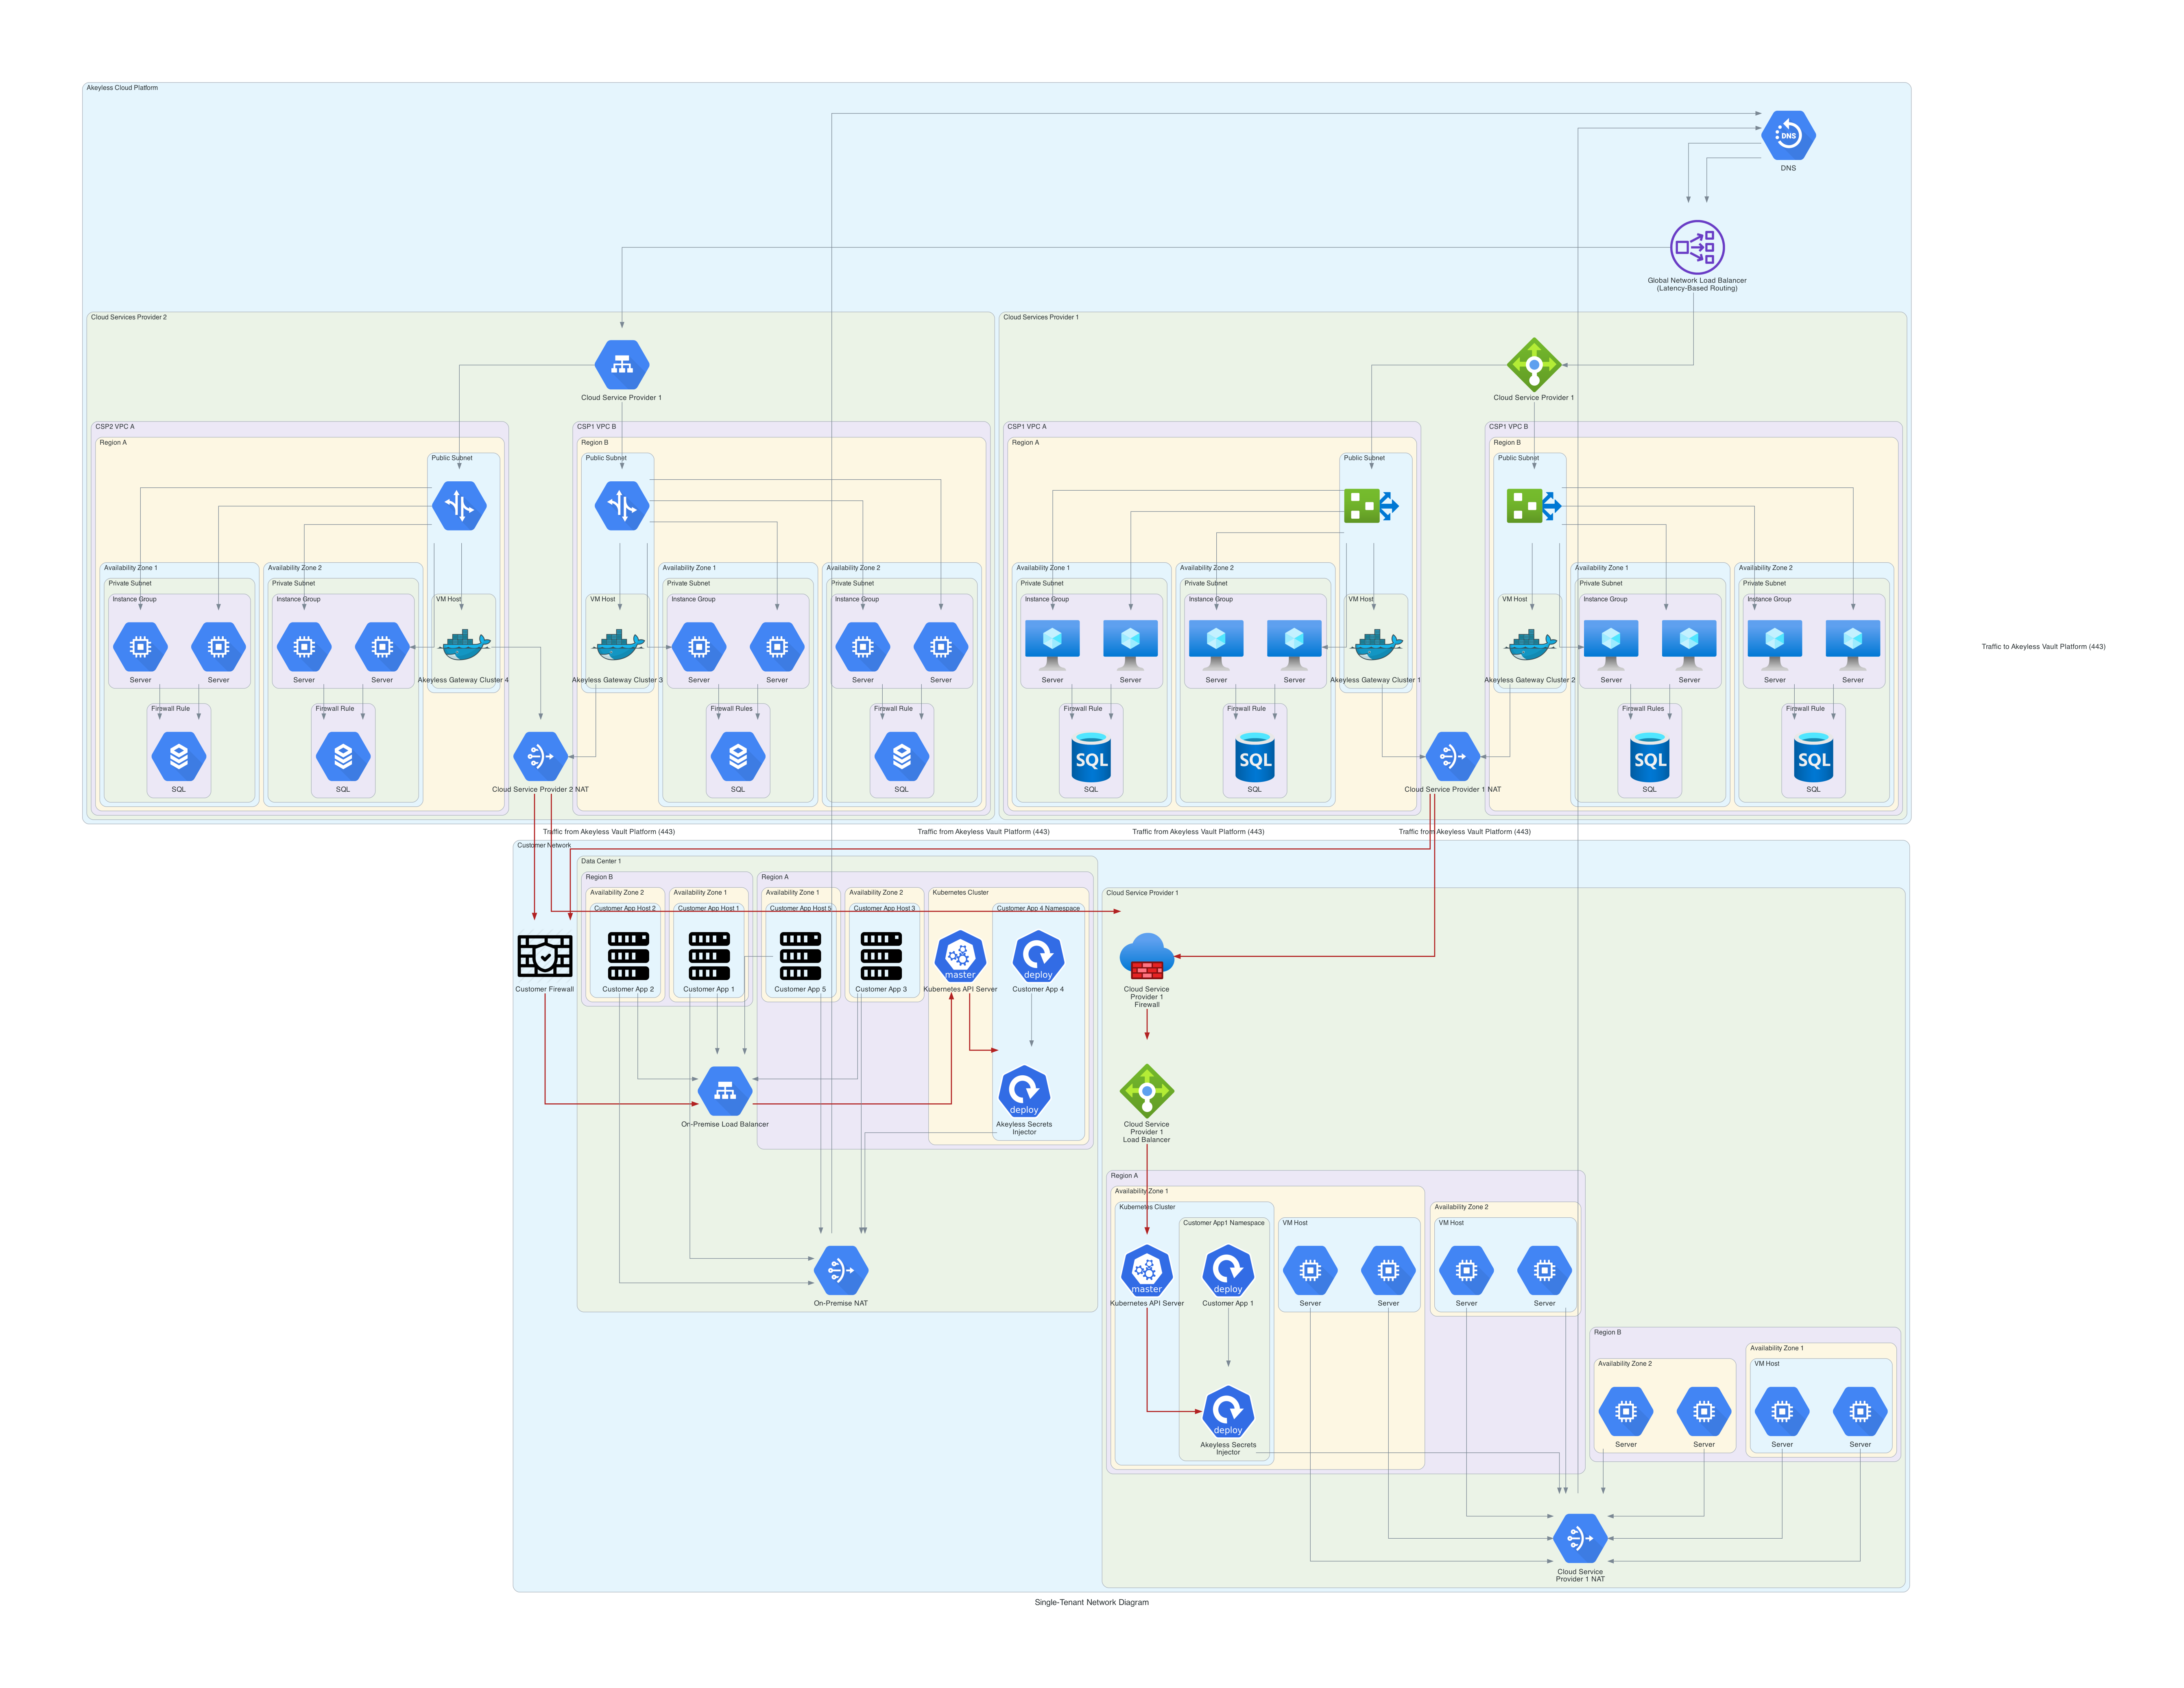 Akeyless Cloud Platform
DNS
DNS
Global Network Load Balancer
(Latency-Based Routing)
Cloud Services Provider 2
Cloud Service Provider 1
CSP2 VPC A
Region A
Public Subnet
Availability Zone 1
Private Subnet
Instance Group
Server
Server
Firewall Rule
SQL
Availability Zone 2
Private Subnet
Instance Group
Server
Server
Firewall Rule
SQL
VM Host
Akeyless Gateway Cluster 4
Cloud Service Provider 2 NAT
CSP1 VPC B
Region B
Public Subnet
VM Host
Akeyless Gateway Cluster 3
Availability Zone 1
Private Subnet
Instance Group
Server
Server
Firewall Rules
SQL
Availability Zone 2
Private Subnet
Instance Group
Server
Server
Firewall Rule
SQL
Cloud Services Provider 1
Cloud Service Provider 1
CSP1 VPC A
Region A
Public Subnet
Availability Zone 1
Private Subnet
Instance Group
Server
Server
Firewall Rule
SQL
SQL
Availability Zone 2
Private Subnet
Instance Group
Server
Server
Firewall Rule
SQL
SQL
VM Host
Akeyless Gateway Cluster 1
Cloud Service Provider 1 NAT
CSP1 VPC B
Region B
Public Subnet
VM Host
Akeyless Gateway Cluster 2
Availability Zone 1
Private Subnet
Instance Group
Server
Server
Firewall Rules
SQL
SQL
Availability Zone 2
Private Subnet
Instance Group
Server
Server
Firewall Rule
SQL
SQL
Traffic to Akeyless Vault Platform (443)
Traffic from Akeyless Vault Platform (443)
Traffic from Akeyless Vault Platform (443)
Traffic from Akeyless Vault Platform (443)
Traffic from Akeyless Vault Platform (443)
Customer Network
Customer Firewall
Data Center 1
Region B
Availability Zone 2
Customer App Host 2
Customer App 2
Availability Zone 1
Customer App Host 1
Customer App 1
Region A
Availability Zone 1
Customer App Host 5
Customer App 5
Availability Zone 2
Customer App Host 3
Customer App 3
Kubernetes Cluster
master
Kubernetes API Server
Customer App 4 Namespace
deploy
Customer App 4
deploy
Akeyless Secrets
Injector
On-Premise Load Balancer
On-Premise NAT
Cloud Service Provider 1
Cloud Service
Provider 1
Firewall
Cloud Service
Provider 1
Load Balancer
Region A
Availability Zone 1
Kubernetes Cluster
master
Kubernetes API Server
Customer App1 Namespace
deploy
Customer App 1
deploy
Akeyless Secrets
Injector
VM Host
Server
Server
Availability Zone 2
VM Host
Server
Server
Region B
Availability Zone 2
Server
Server
Availability Zone 1
VM Host
Server
Server
Cloud Service
Provider 1 NAT
Single-Tenant Network Diagram